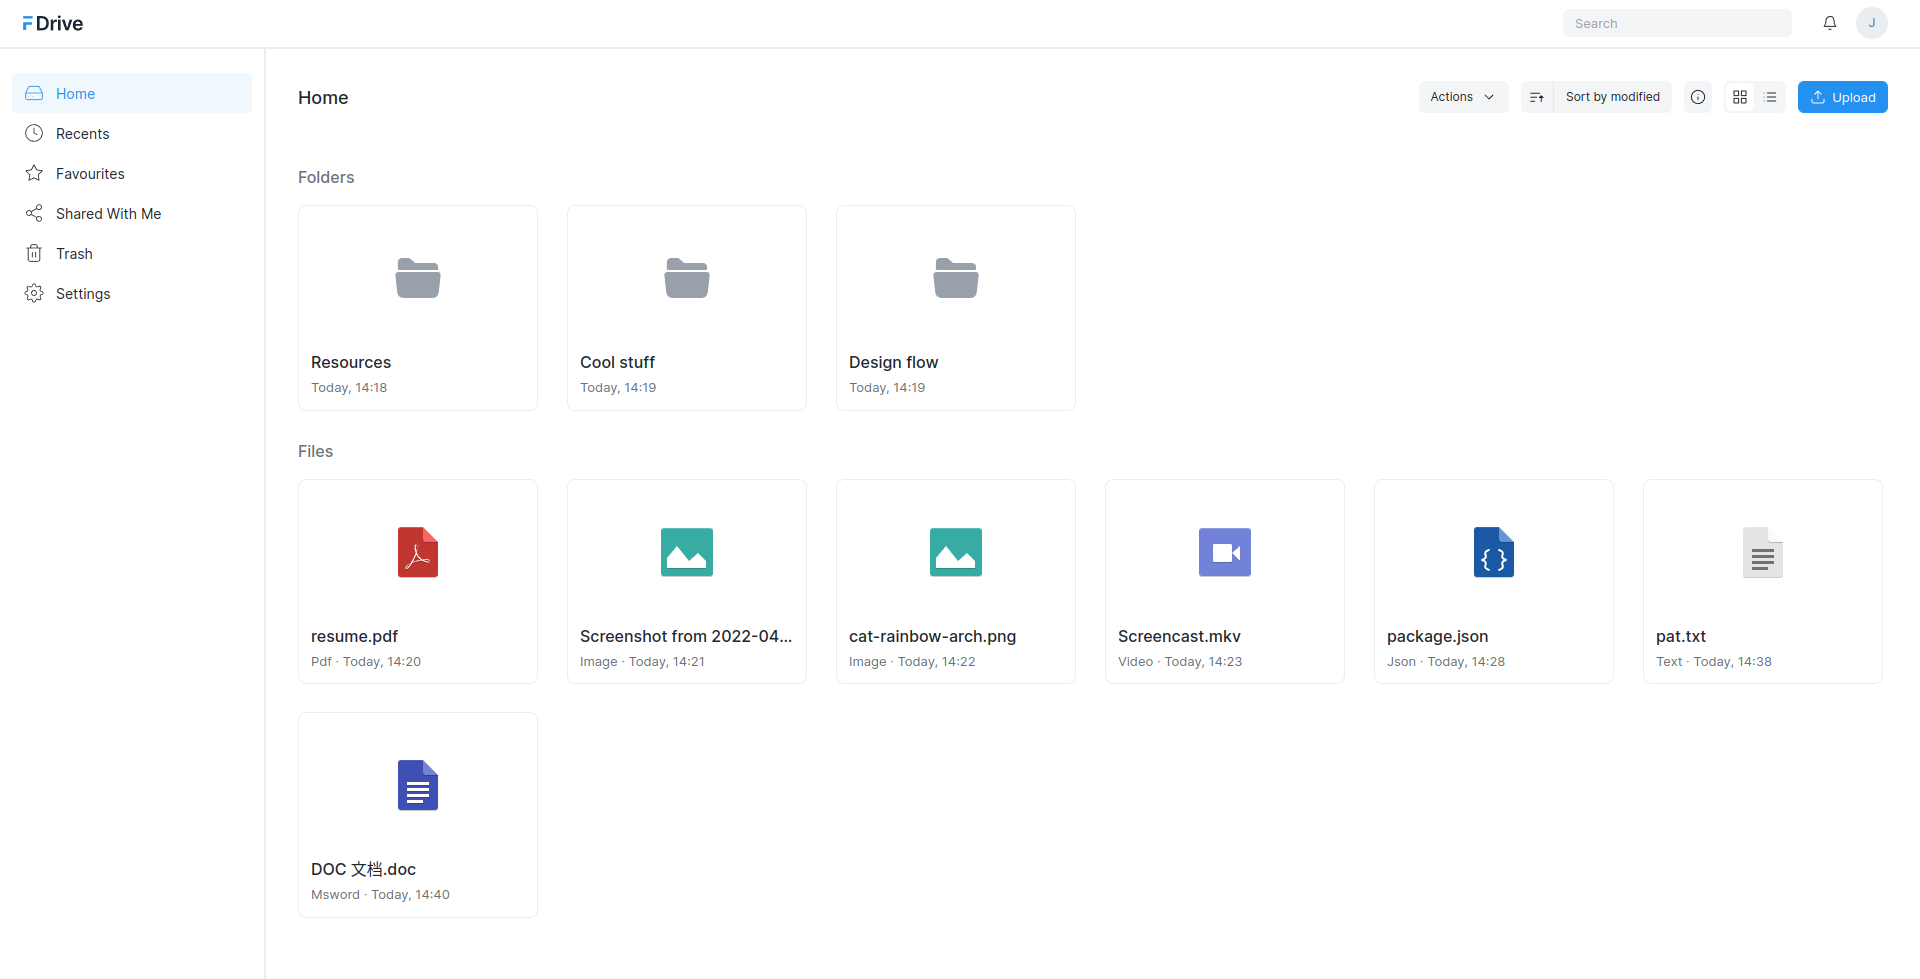 Drive
Search
J
Home
Recents
Favourites
Shared With Me
Trash
Settings
Home
Actions
Sort by modified
Upload
Folders
Resources
Today, 14:18
Cool stuff
Today, 14:19
Design flow
Today, 14:19
Files
resume.pdf
Pdf · Today, 14:20
Screenshot from 2022-04...
Image · Today, 14:21
cat-rainbow-arch.png
Image · Today, 14:22
Screencast.mkv
Video · Today, 14:23
package.json
Json · Today, 14:28
pat.txt
Text · Today, 14:38
DOC 文档.doc
Msword · Today, 14:40